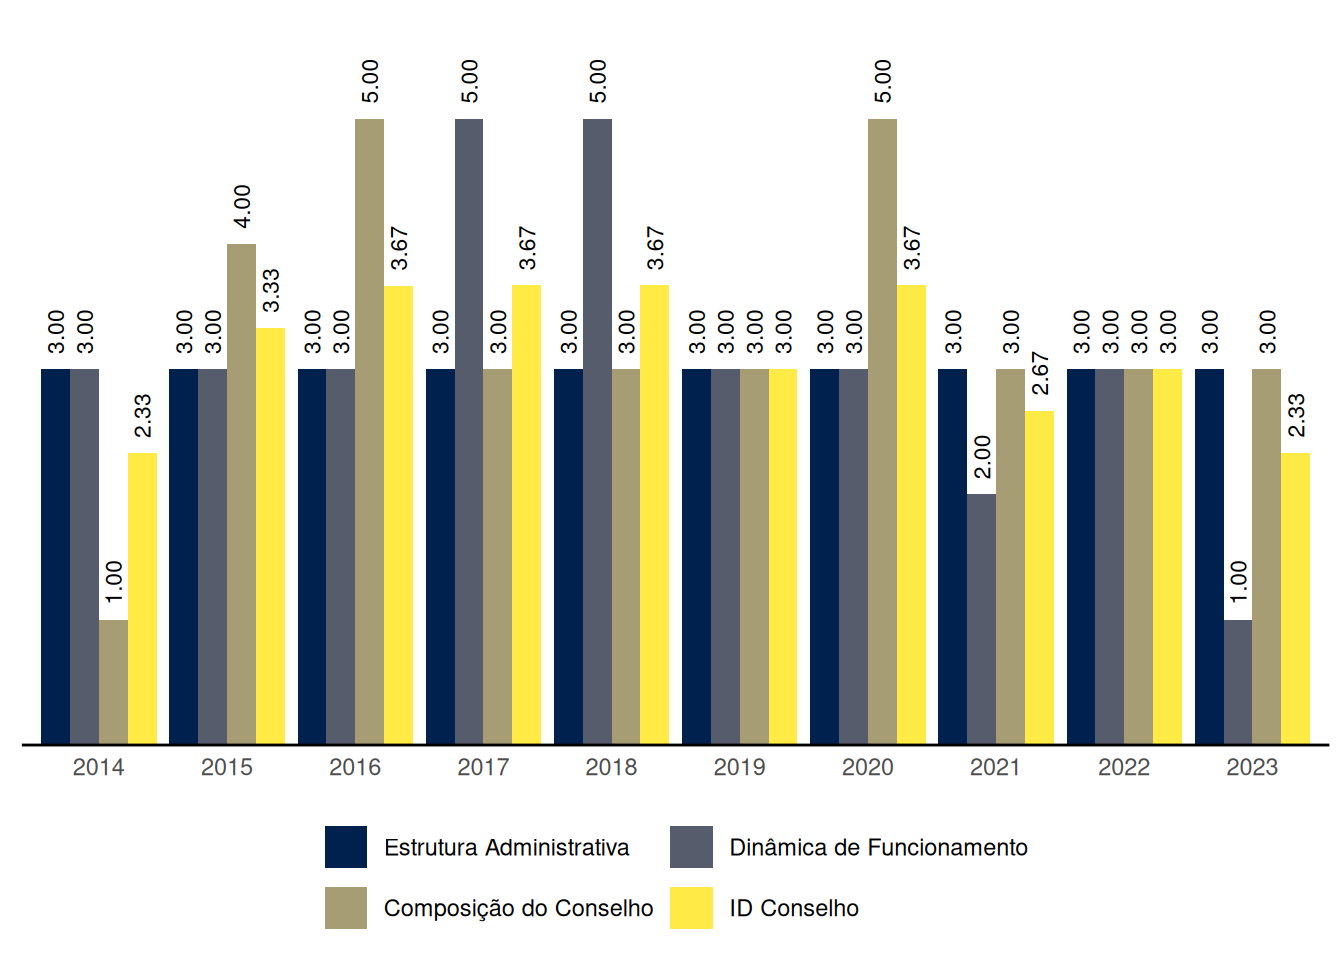 3.00 3.00 1.00 2.33
3.00 3.00 4.00 3.33
3.00 3.00 5.00 3.67
3.00 5.00 3.00 3.67
3.00 5.00 3.00 3.67
3.00 3.00 3.00 3.00
3.00 3.00 5.00 3.67
3.00 2.00 3.00 2.67
3.00 3.00 3.00 3.00
3.00 1.00 3.00 2.33
2014 2015 2016 2017 2018 2019 2020 2021 2022 2023
Estrutura Administrativa Dinâmica de Funcionamento
Composição do Conselho ID Conselho